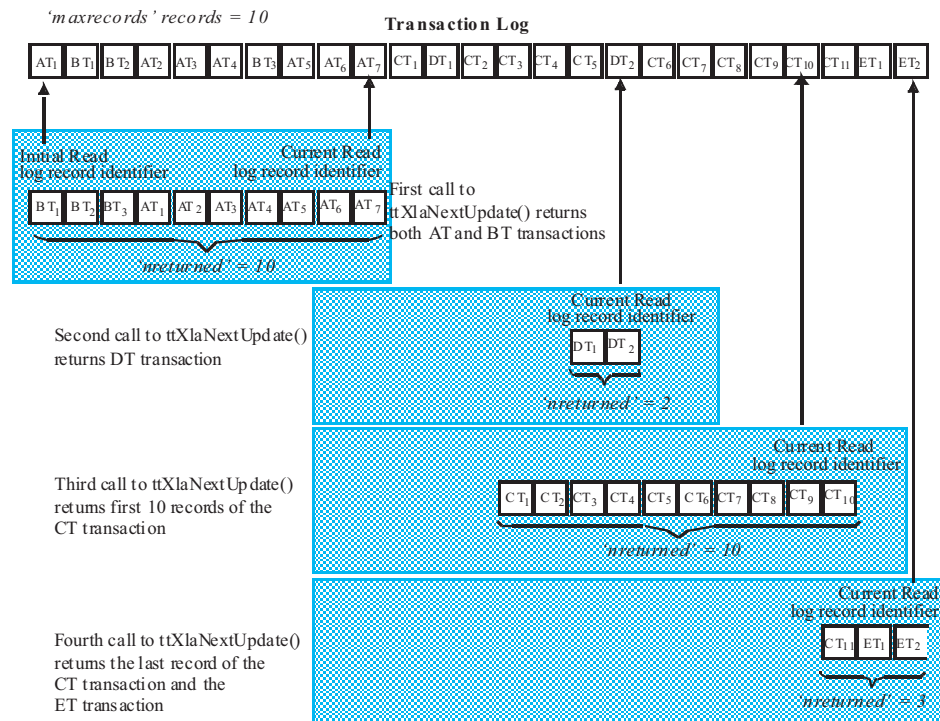 ‘maxrecords’ records = 10
Transaction Log
AT1 BT1 BT2 AT2 AT3 AT4 BT3 AT5 AT6 AT7 CT1 DT1 CT2 CT3 CT4 CT5 DT2 CT6 CT7 CT8 CT9 CT10 CT11 ET1 ET2
Initial Read
log record identifier
Current Read
log record identifier
BT1 BT2 BT3 AT1 AT2 AT3 AT4 AT5 AT6 AT7
‘nreturned’ = 10
First call to
ttXlaNextUpdate() returns
both AT and BT transactions
Second call to ttXlaNextUpdate()
returns DT transaction
Current Read
log record identifier
DT1 DT2
‘nreturned’ = 2
Third call to ttXlaNextUpdate()
returns first 10 records of the
CT transaction
Current Read
log record identifier
CT1 CT2 CT3 CT4 CT5 CT6 CT7 CT8 CT9 CT10
‘nreturned’ = 10
Fourth call to ttXlaNextUpdate()
returns the last record of the
CT transaction and the
ET transaction
Current Read
log record identifier
CT11 ET1 ET2
‘nreturned’ = 3